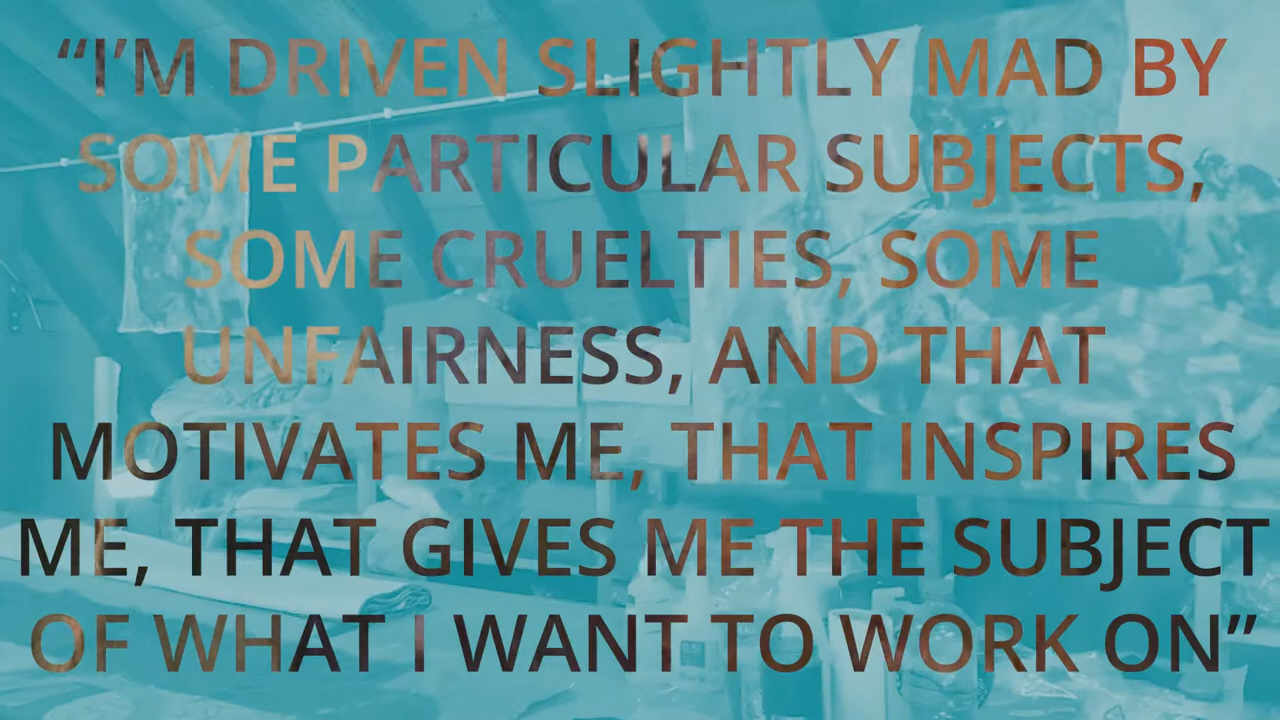 “I’M DRIVEN SLIGHTLY MAD BY
SOME PARTICULAR SUBJECTS,
SOME CRUELTIES, SOME
UNFAIRNESS, AND THAT
MOTIVATES ME, THAT INSPIRES
ME, THAT GIVES ME THE SUBJECT
OF WHAT I WANT TO WORK ON”